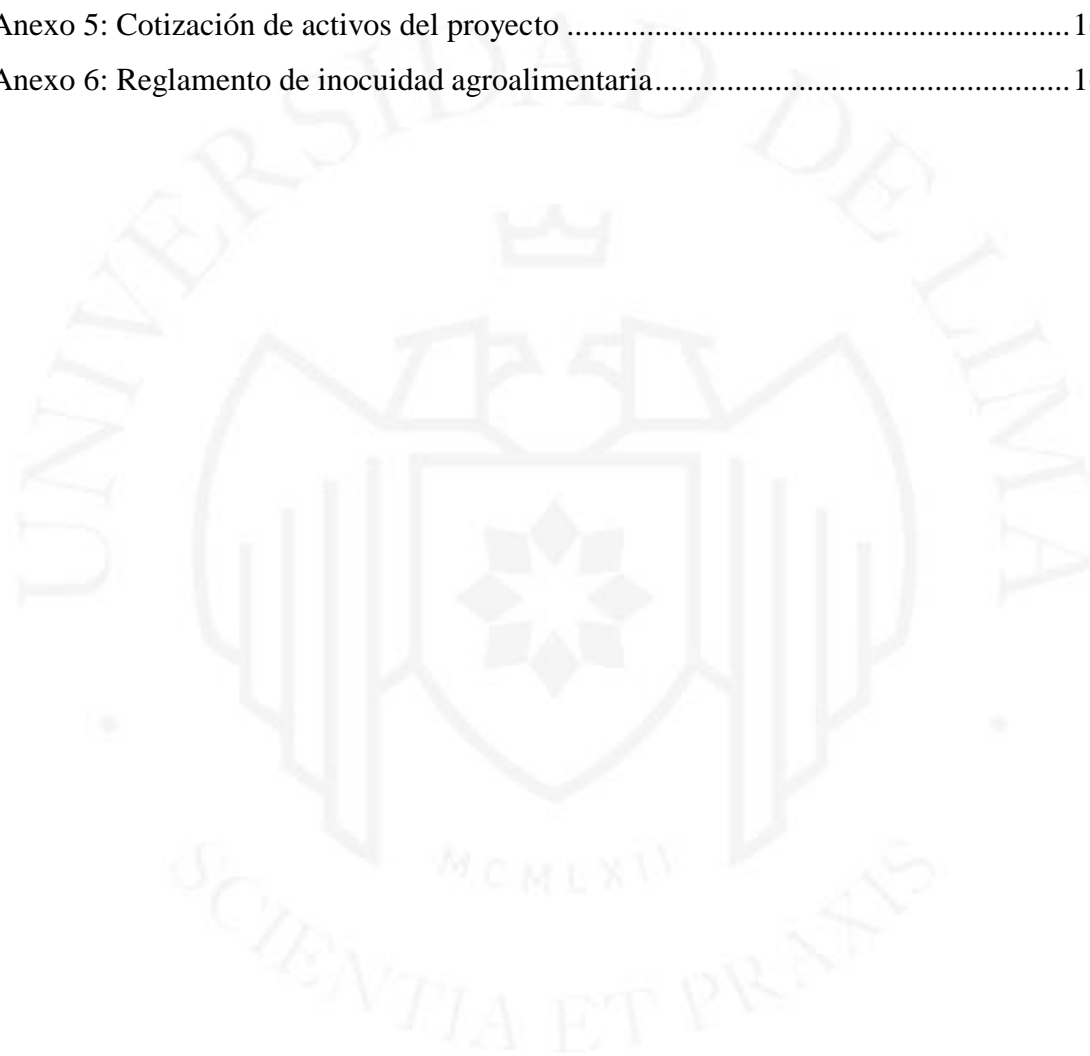 Anexo 5: Cotización de activos del proyecto ..................................................................... 1
Anexo 6: Reglamento de inocuidad agroalimentaria......................................................... 1
UNIVERSIDAD DE LIMA
MCMLXII
SCIENTIA ET PRAXIS